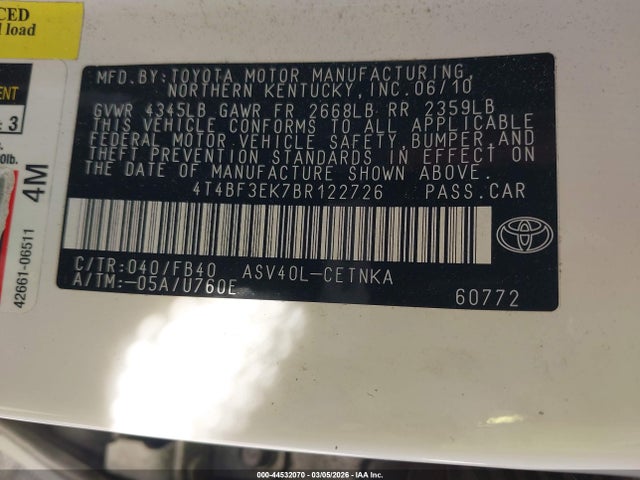 CED
load
ENT
: 3
0lb.
4M
42661-06511
MFD.BY:TOYOTA MOTOR MANUFACTURING,
NORTHERN KENTUCKY,INC.06/10
GVWR 4345LB GAWR FR 2668LB RR 2359LB
THIS VEHICLE CONFORMS TO ALL APPLICABLE
FEDERAL MOTOR VEHICLE SAFETY,BUMPER,AND
THEFT PREVENTION STANDARDS IN EFFECT ON
THE DATE OF MANUFACTURE SHOWN ABOVE.
4T4BF3EK7BR122726 PASS.CAR
C/TR:040/FB40 ASV40L-CETNKA
A/TM:-05A/U760E
60772
000-44532070 - 03/05/2026 - IAA Inc.